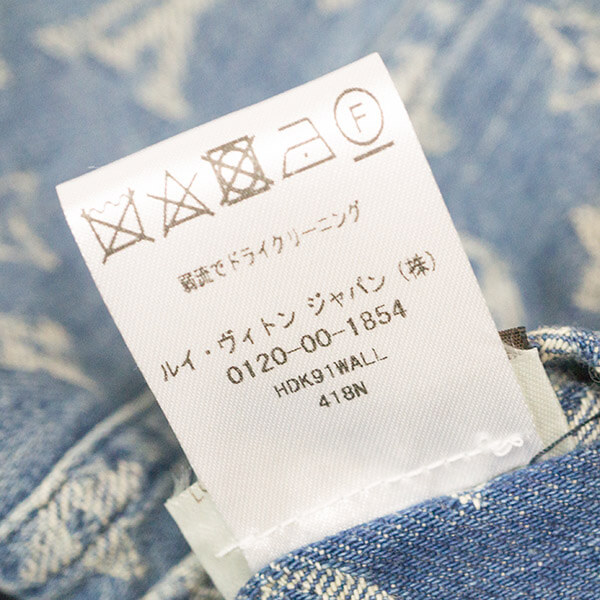 F
弱流でドライクリーニング
ルイ・ヴィトン ジャパン（株）
0120-00-1854
HDK91WALL
418N